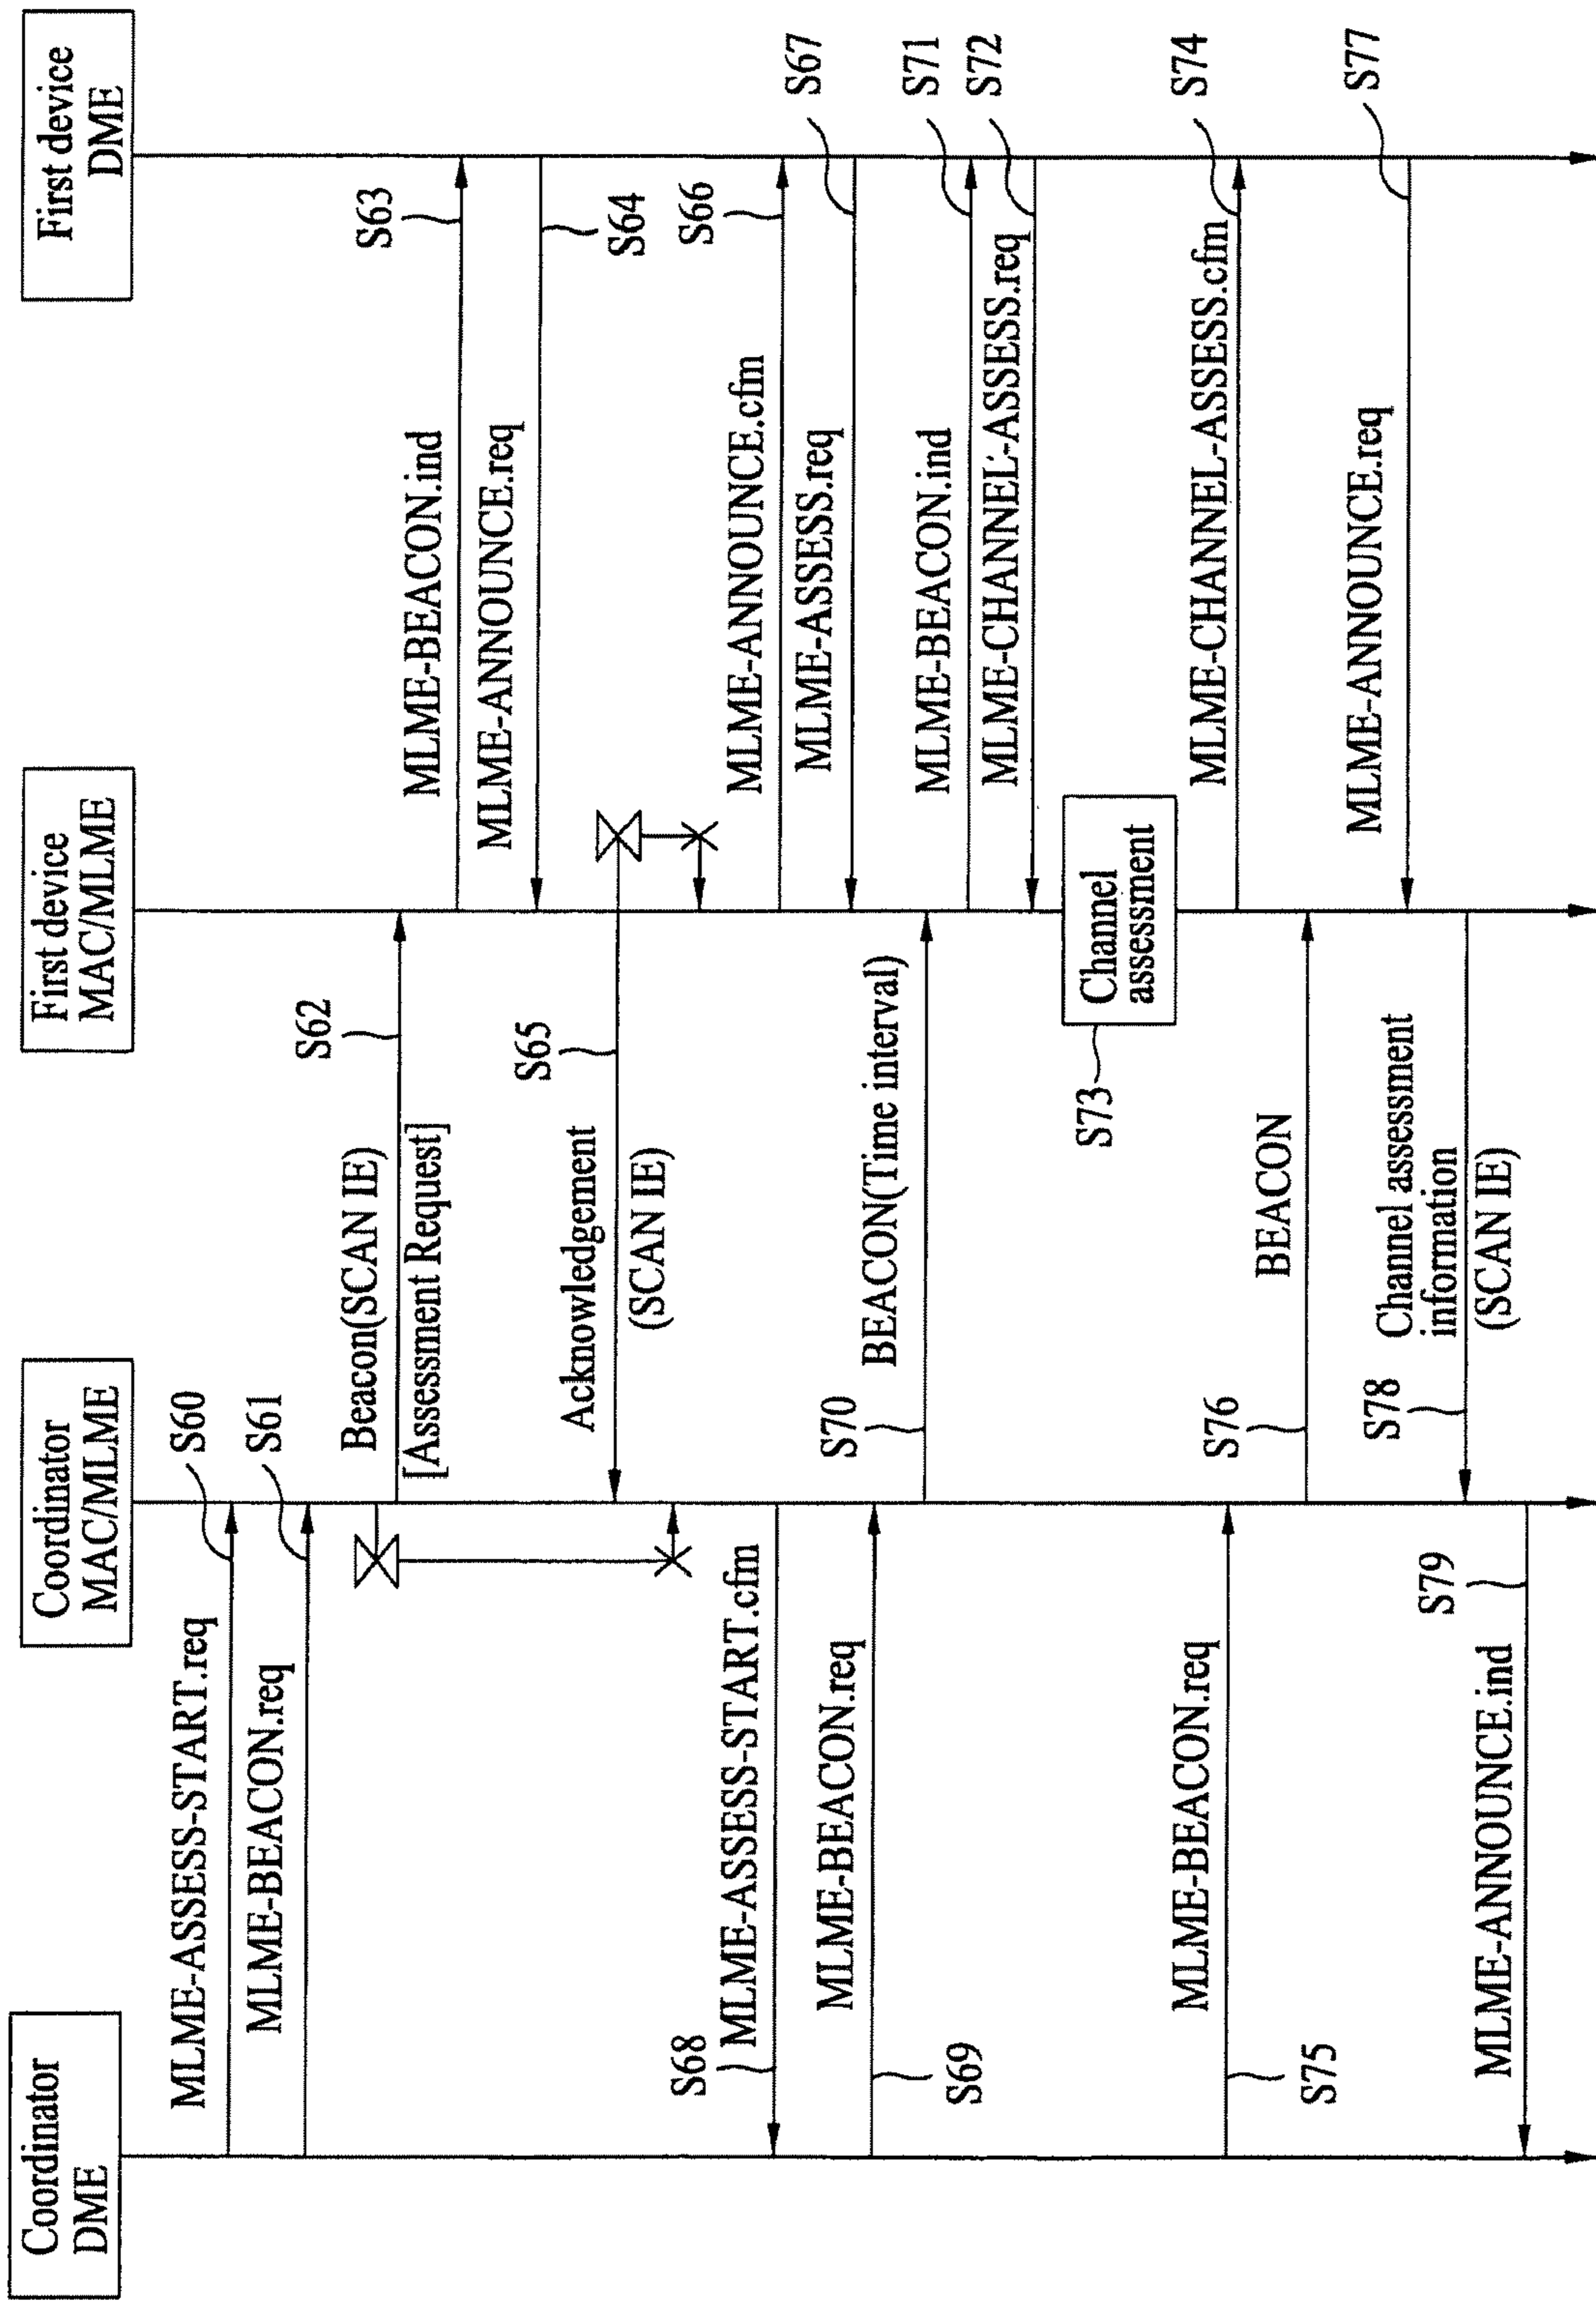 Coordinator
DME
Coordinator
MAC/MLME
First device
MAC/MLME
First device
DME
MLME-ASSESS-START.req
S60
MLME-BEACON.req
S61
Beacon(SCAN IE)
[Assessment Request]
S62
MLME-BEACON.ind
S63
MLME-ANNOUNCE.req
S64
Acknowledgement
(SCAN IE)
S65
MLME-ANNOUNCE.cfm
S66
MLME-ASSESS.req
S67
S68
MLME-ASSESS-START.cfm
MLME-BEACON.req
S69
S70
BEACON(Time interval)
MLME-BEACON.ind
S71
MLME-CHANNEL-ASSESS.req
S72
S73
Channel
assessment
MLME-CHANNEL-ASSESS.cfm
S74
MLME-BEACON.req
S75
S76
BEACON
MLME-ANNOUNCE.req
S77
S78
Channel assessment
information
(SCAN IE)
MLME-ANNOUNCE.ind
S79